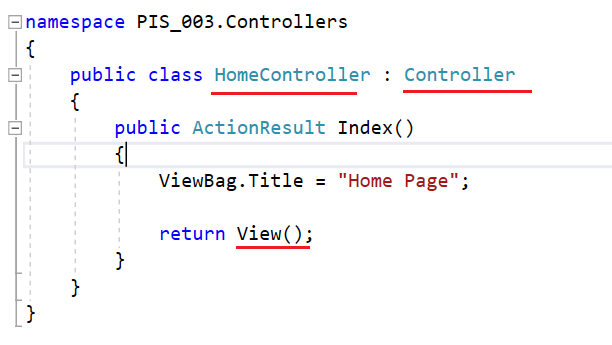 namespace PIS_003.Controllers
{
public class HomeController : Controller
{
public ActionResult Index()
{
ViewBag.Title = "Home Page";
return View();
}
}
}